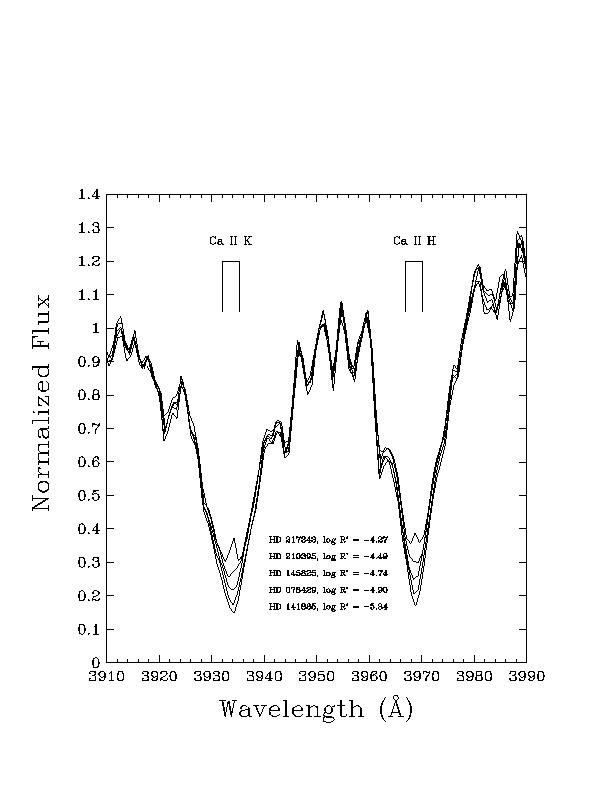 1.4
1.3
1.2
1.1
1
0.9
0.8
0.7
0.6
0.5
0.4
0.3
0.2
0.1
0
Normalized Flux
Ca II K
Ca II H
HD 217343, log R' = −4.27
HD log R' = −4.49
HD 145825, log R' = −4.74
HD 078429, log R' = −4.90
HD 141885, log R' = −5.34
3910 3920 3930 3940 3950 3960 3970 3980 3990
Wavelength (Å)